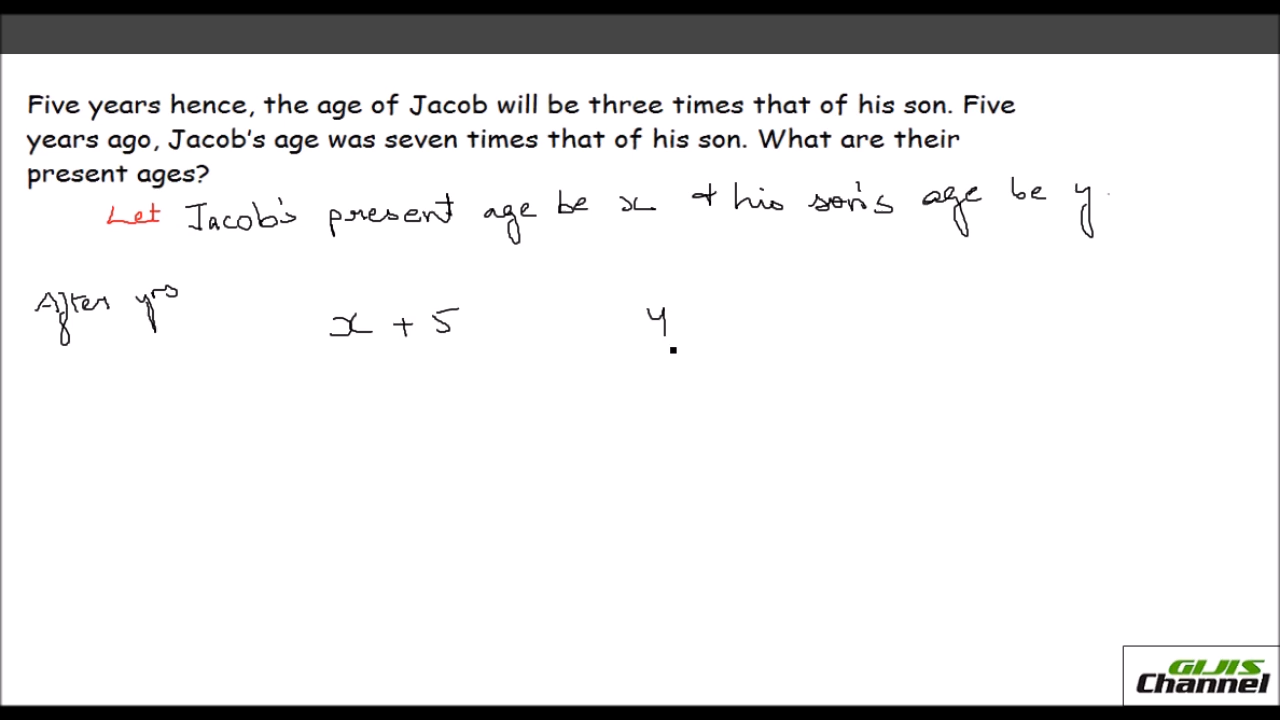 Five years hence, the age of Jacob will be three times that of his son. Five
years ago, Jacob's age was seven times that of his son. What are their
present ages?
Let Jacob's present age be x & his son's age be y
After yrs x + 5 y
GIJIS
Channel